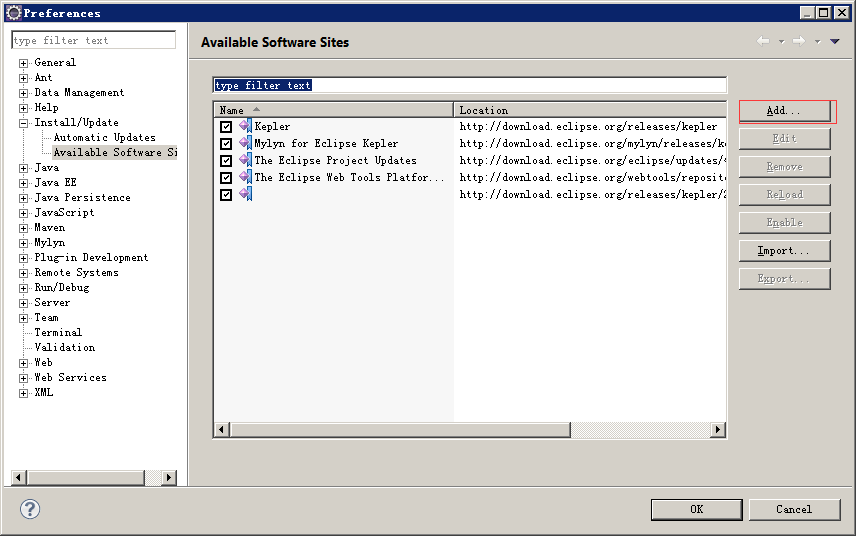 Preferences
type filter text
Available Software Sites
General
Ant
Data Management
Help
Install/Update
Automatic Updates
Available Software Si
Java
Java EE
Java Persistence
JavaScript
Maven
Mylyn
Plug-in Development
Remote Systems
Run/Debug
Server
Team
Terminal
Validation
Web
Web Services
XML
type filter text
Name Location
Kepler http://download.eclipse.org/releases/kepler
Mylyn for Eclipse Kepler http://download.eclipse.org/mylyn/releases/ke
The Eclipse Project Updates http://download.eclipse.org/eclipse/updates/4
The Eclipse Web Tools Platfor... http://download.eclipse.org/webtools/reposito
http://download.eclipse.org/releases/kepler/2
Add...
Edit
Remove
Reload
Enable
Import...
Export...
?
OK Cancel